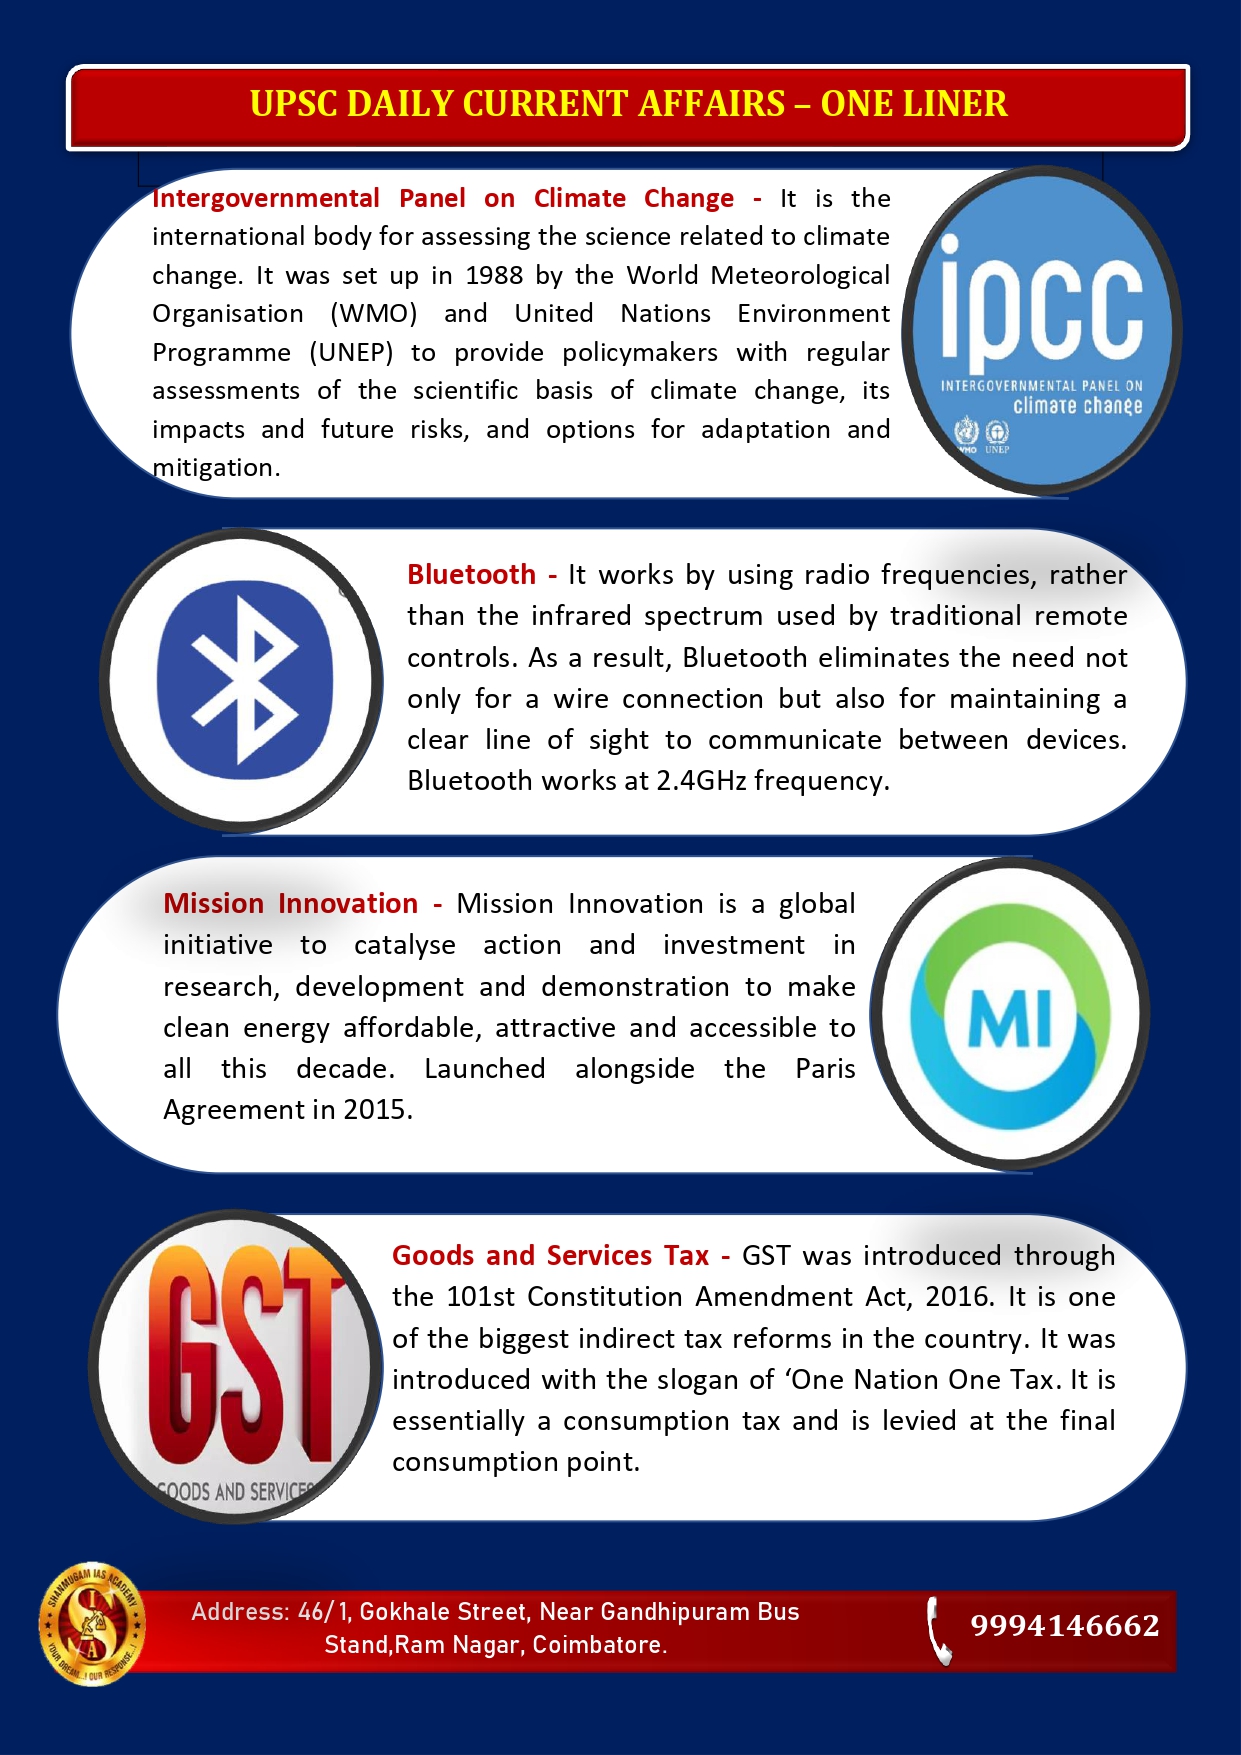 UPSC DAILY CURRENT AFFAIRS – ONE LINER
Intergovernmental Panel on Climate Change - It is the
international body for assessing the science related to climate
change. It was set up in 1988 by the World Meteorological
Organisation (WMO) and United Nations Environment
Programme (UNEP) to provide policymakers with regular
assessments of the scientific basis of climate change, its
impacts and future risks, and options for adaptation and
mitigation.
ipcc
INTERGOVERNMENTAL PANEL ON
climate change
WMO UNEP
Bluetooth - It works by using radio frequencies, rather
than the infrared spectrum used by traditional remote
controls. As a result, Bluetooth eliminates the need not
only for a wire connection but also for maintaining a
clear line of sight to communicate between devices.
Bluetooth works at 2.4GHz frequency.
Mission Innovation - Mission Innovation is a global
initiative to catalyse action and investment in
research, development and demonstration to make
clean energy affordable, attractive and accessible to
all this decade. Launched alongside the Paris
Agreement in 2015.
MI
GST
GOODS AND SERVICES
Goods and Services Tax - GST was introduced through
the 101st Constitution Amendment Act, 2016. It is one
of the biggest indirect tax reforms in the country. It was
introduced with the slogan of ‘One Nation One Tax. It is
essentially a consumption tax and is levied at the final
consumption point.
SHANMUGAM IAS ACADEMY
SIA
YOUR DREAM...! OUR RESPONSE...!
Address: 46/1, Gokhale Street, Near Gandhipuram Bus
Stand,Ram Nagar, Coimbatore.
9994146662